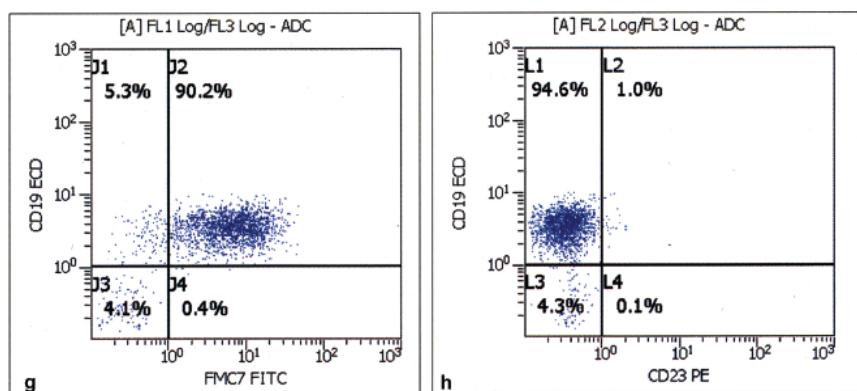 [A] FL1 Log/FL3 Log - ADC
10³
J1
J2
5.3%
90.2%
10²
CD19 ECD
10¹
10⁰
J3
J4
4.1%
0.4%
10⁰
10¹
10²
10³
FMC7 FITC
g
[A] FL2 Log/FL3 Log - ADC
10³
L1
L2
94.6%
1.0%
10²
CD19 ECD
10¹
10⁰
L3
L4
4.3%
0.1%
10⁰
10¹
10²
10³
CD23 PE
h